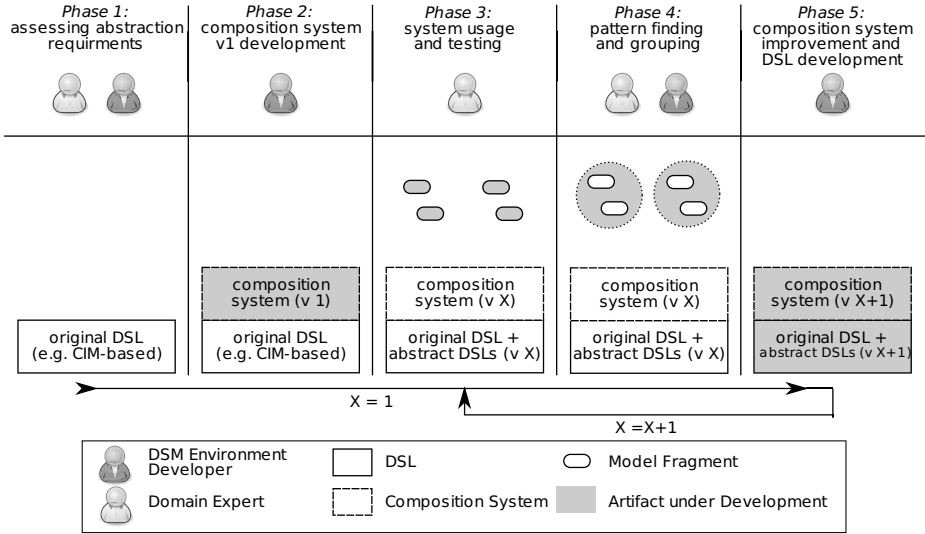 Phase 1:
assessing abstraction
requirments
Phase 2:
composition system
v1 development
Phase 3:
system usage
and testing
Phase 4:
pattern finding
and grouping
Phase 5:
composition system
improvement and
DSL development
original DSL
(e.g. CIM-based)
composition
system (v 1)
original DSL
(e.g. CIM-based)
composition
system (v X)
original DSL +
abstract DSLs (v X)
composition
system (v X)
original DSL +
abstract DSLs (v X)
composition
system (v X+1)
original DSL +
abstract DSLs (v X+1)
X = 1
X =X+1
DSM Environment
Developer
DSL
Model Fragment
Domain Expert
Composition System
Artifact under Development